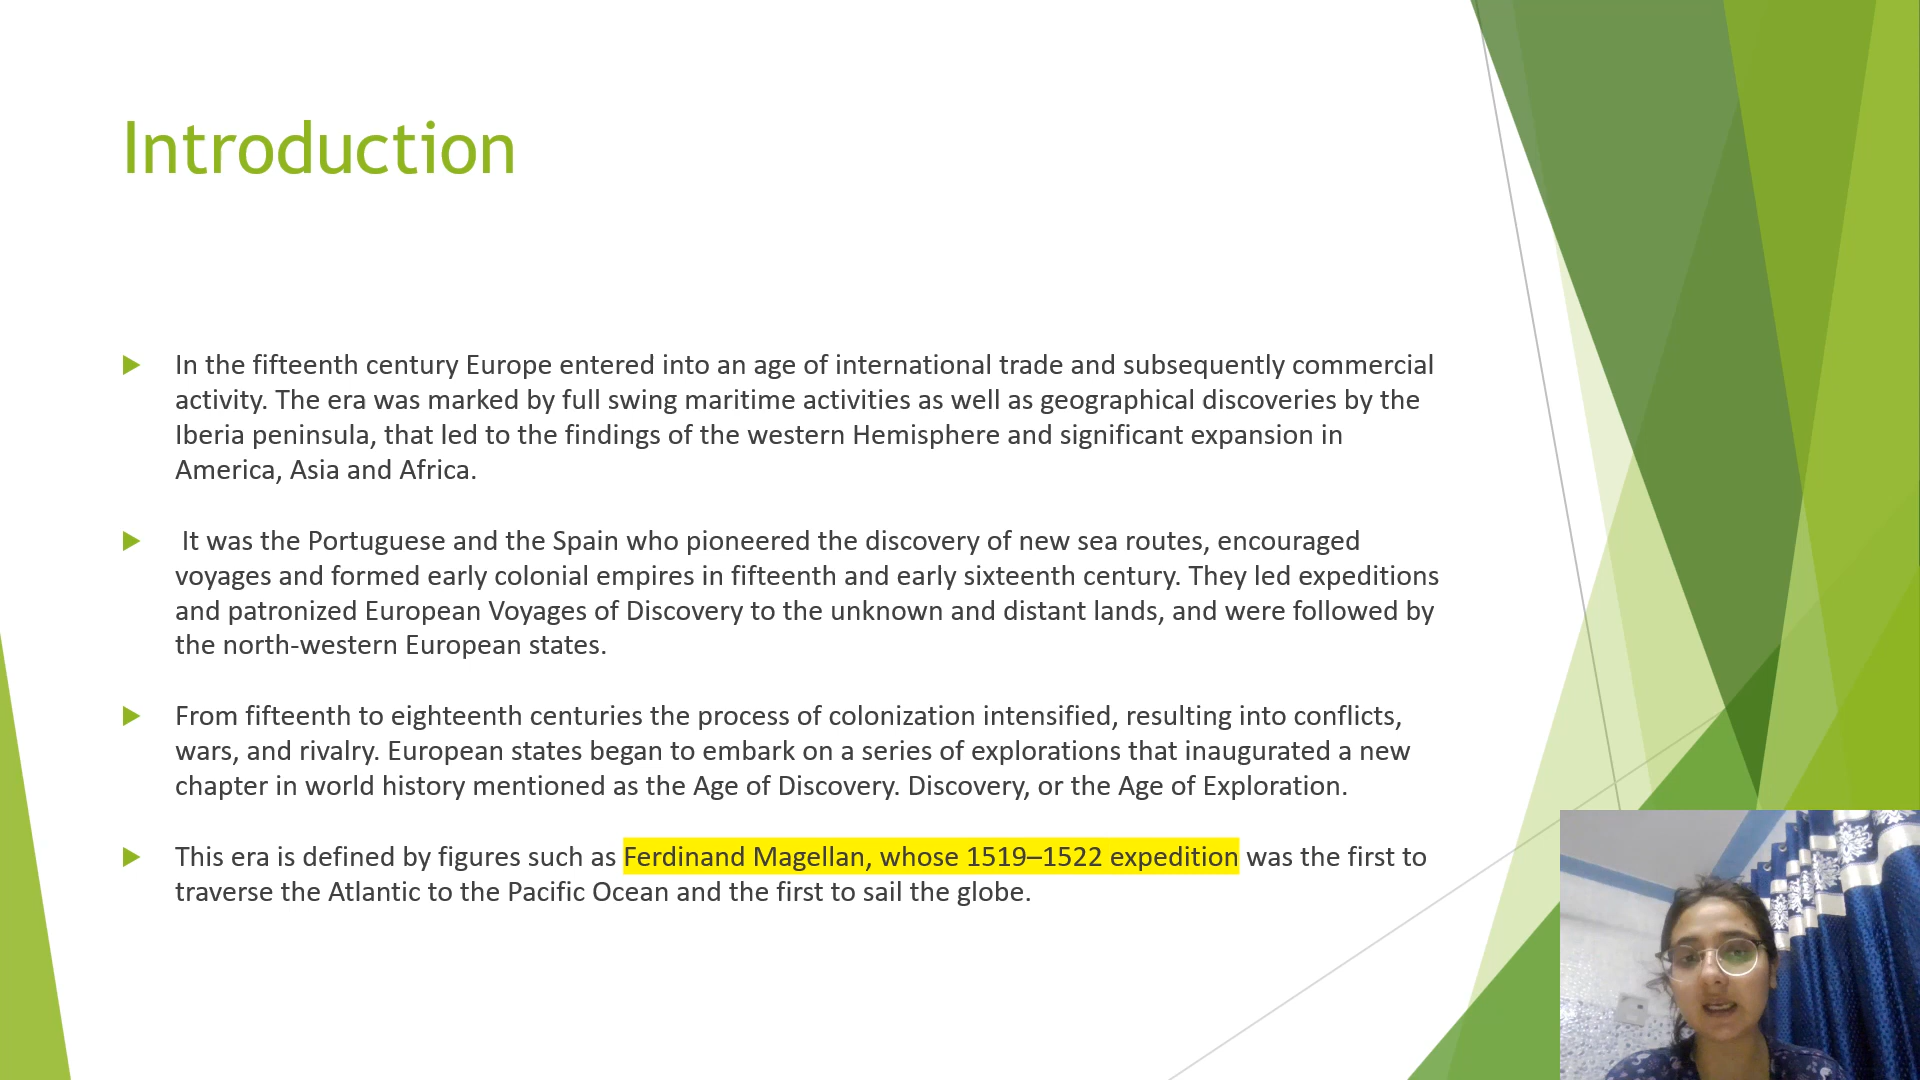 Introduction
In the fifteenth century Europe entered into an age of international trade and subsequently commercial
activity. The era was marked by full swing maritime activities as well as geographical discoveries by the
Iberia peninsula, that led to the findings of the western Hemisphere and significant expansion in
America, Asia and Africa.
It was the Portuguese and the Spain who pioneered the discovery of new sea routes, encouraged
voyages and formed early colonial empires in fifteenth and early sixteenth century. They led expeditions
and patronized European Voyages of Discovery to the unknown and distant lands, and were followed by
the north-western European states.
From fifteenth to eighteenth centuries the process of colonization intensified, resulting into conflicts,
wars, and rivalry. European states began to embark on a series of explorations that inaugurated a new
chapter in world history mentioned as the Age of Discovery. Discovery, or the Age of Exploration.
This era is defined by figures such as Ferdinand Magellan, whose 1519–1522 expedition was the first to
traverse the Atlantic to the Pacific Ocean and the first to sail the globe.